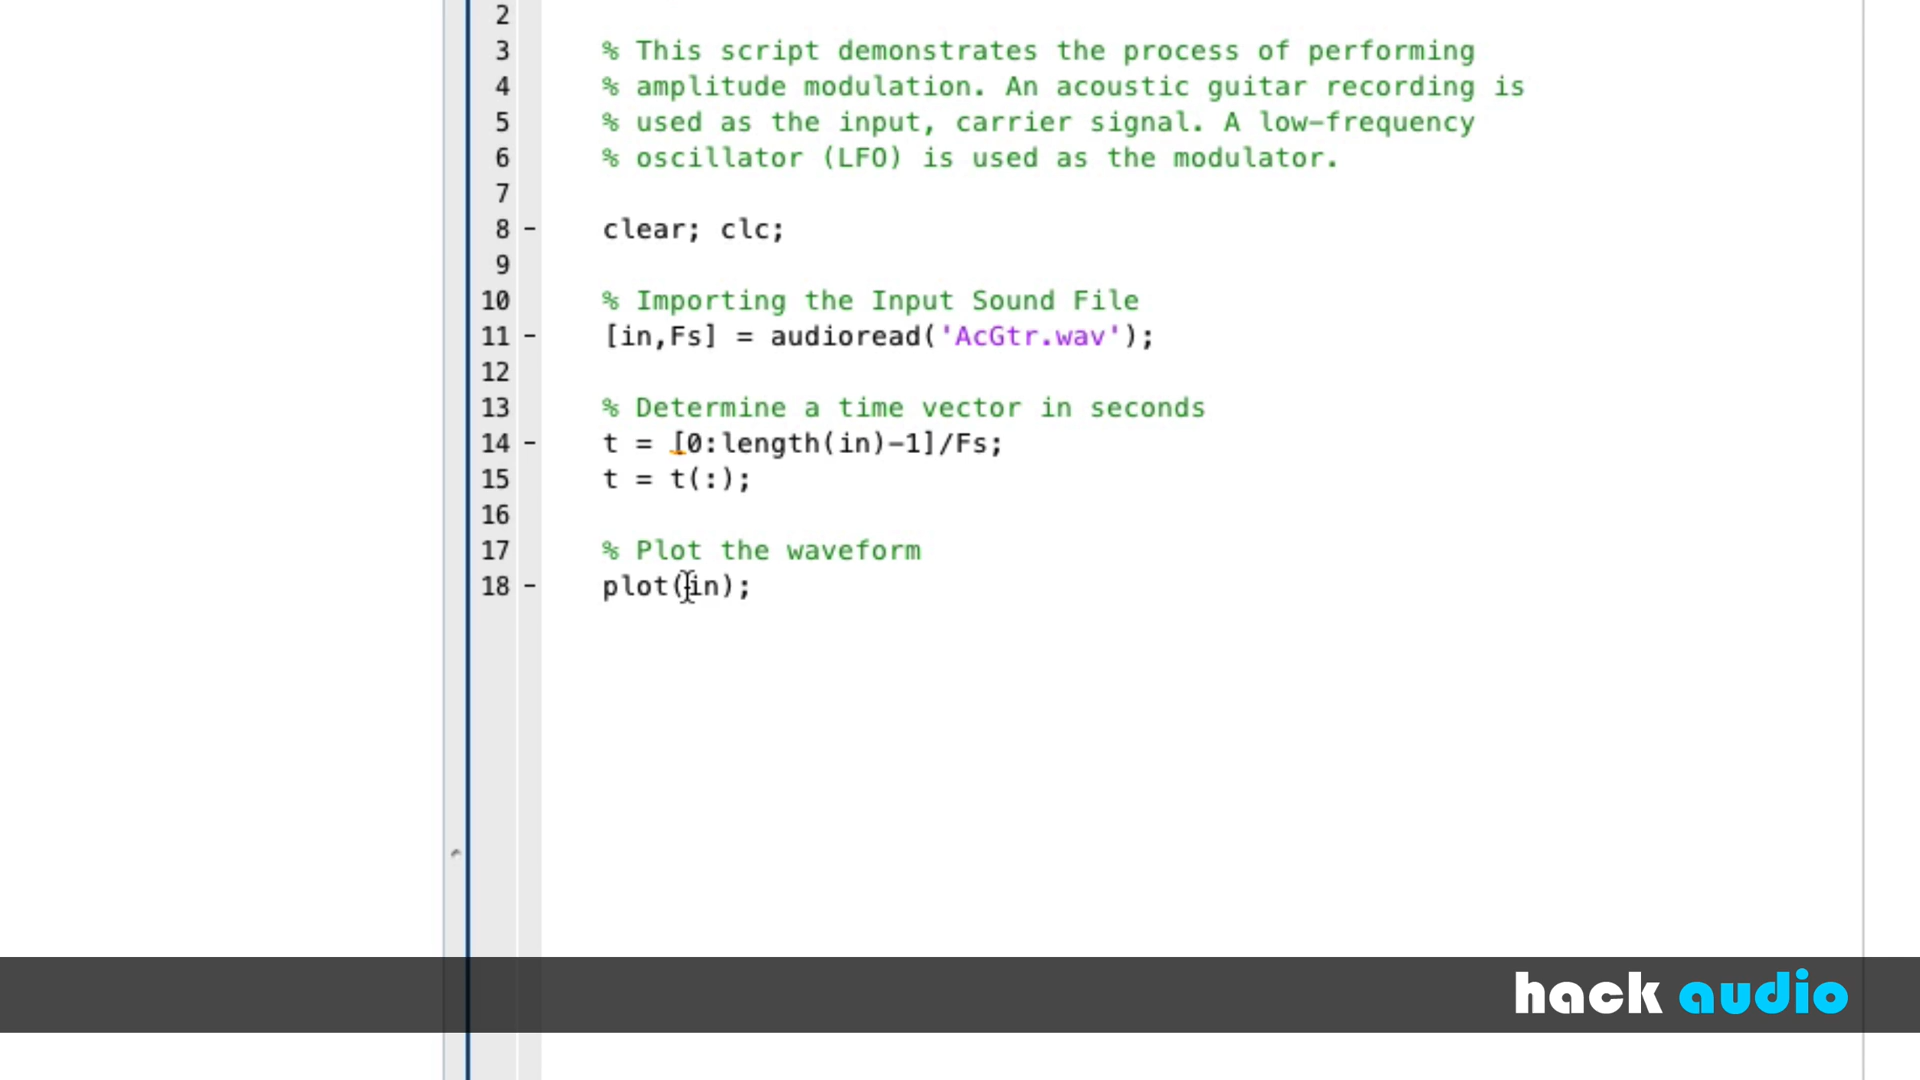 2
3 % This script demonstrates the process of performing
4 % amplitude modulation. An acoustic guitar recording is
5 % used as the input, carrier signal. A low-frequency
6 % oscillator (LFO) is used as the modulator.
7
8 - clear; clc;
9
10 % Importing the Input Sound File
11 - [in,Fs] = audioread('AcGtr.wav');
12
13 % Determine a time vector in seconds
14 - t = [0:length(in)-1]/Fs;
15 t = t(:);
16
17 % Plot the waveform
18 - plot(in);
hack audio